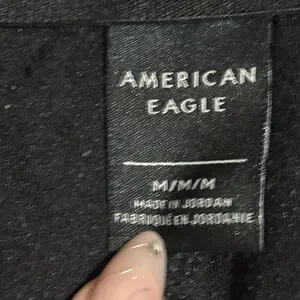 AMERICAN
EAGLE
M/M/M
MADE IN JORDAN
FABRIQUÉ EN JORDANIE